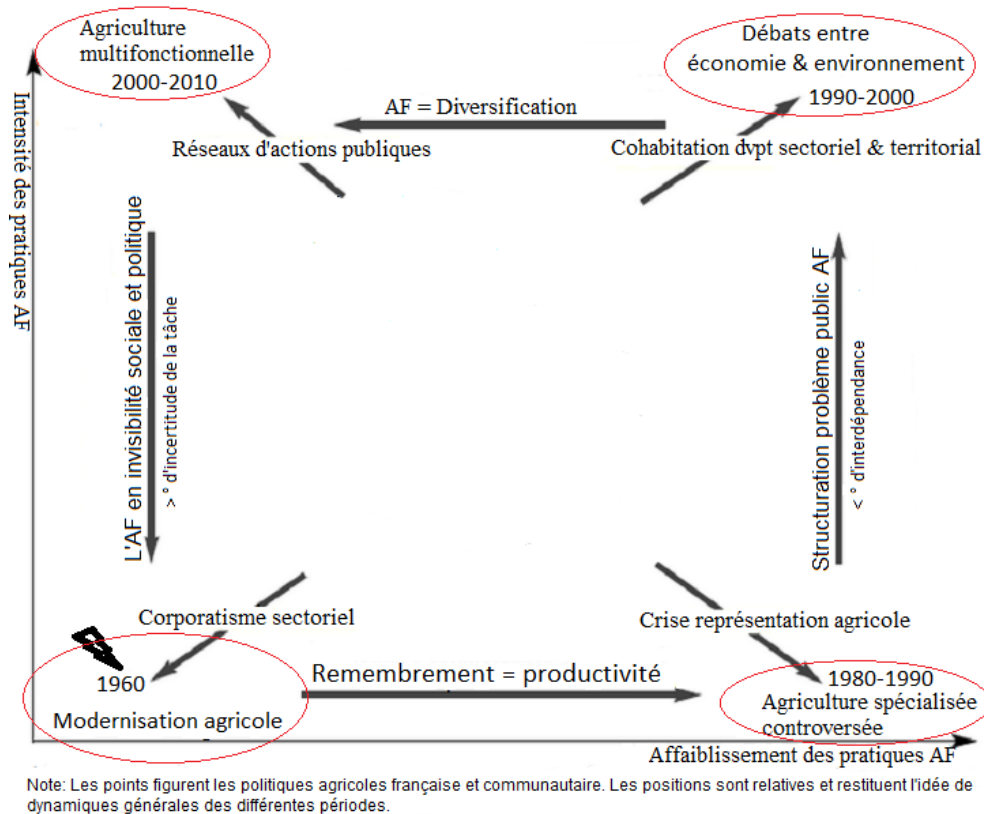 Agriculture
multifonctionnelle
2000-2010
Débats entre
économie & environnement
1990-2000
AF = Diversification
Réseaux d'actions publiques
Cohabitation dvpt sectoriel & territorial
Intensité des pratiques AF
L'AF en invisibilité sociale et politique
> ° d'incertitude de la tâche
Structuration problème public AF
< ° d'interdépendance
Corporatisme sectoriel
Crise représentation agricole
1960
Modernisation agricole
Remembrement = productivité
1980-1990
Agriculture spécialisée
controversée
Affaiblissement des pratiques AF
Note: Les points figurent les politiques agricoles française et communautaire. Les positions sont relatives et restituent l'idée de
dynamiques générales des différentes périodes.